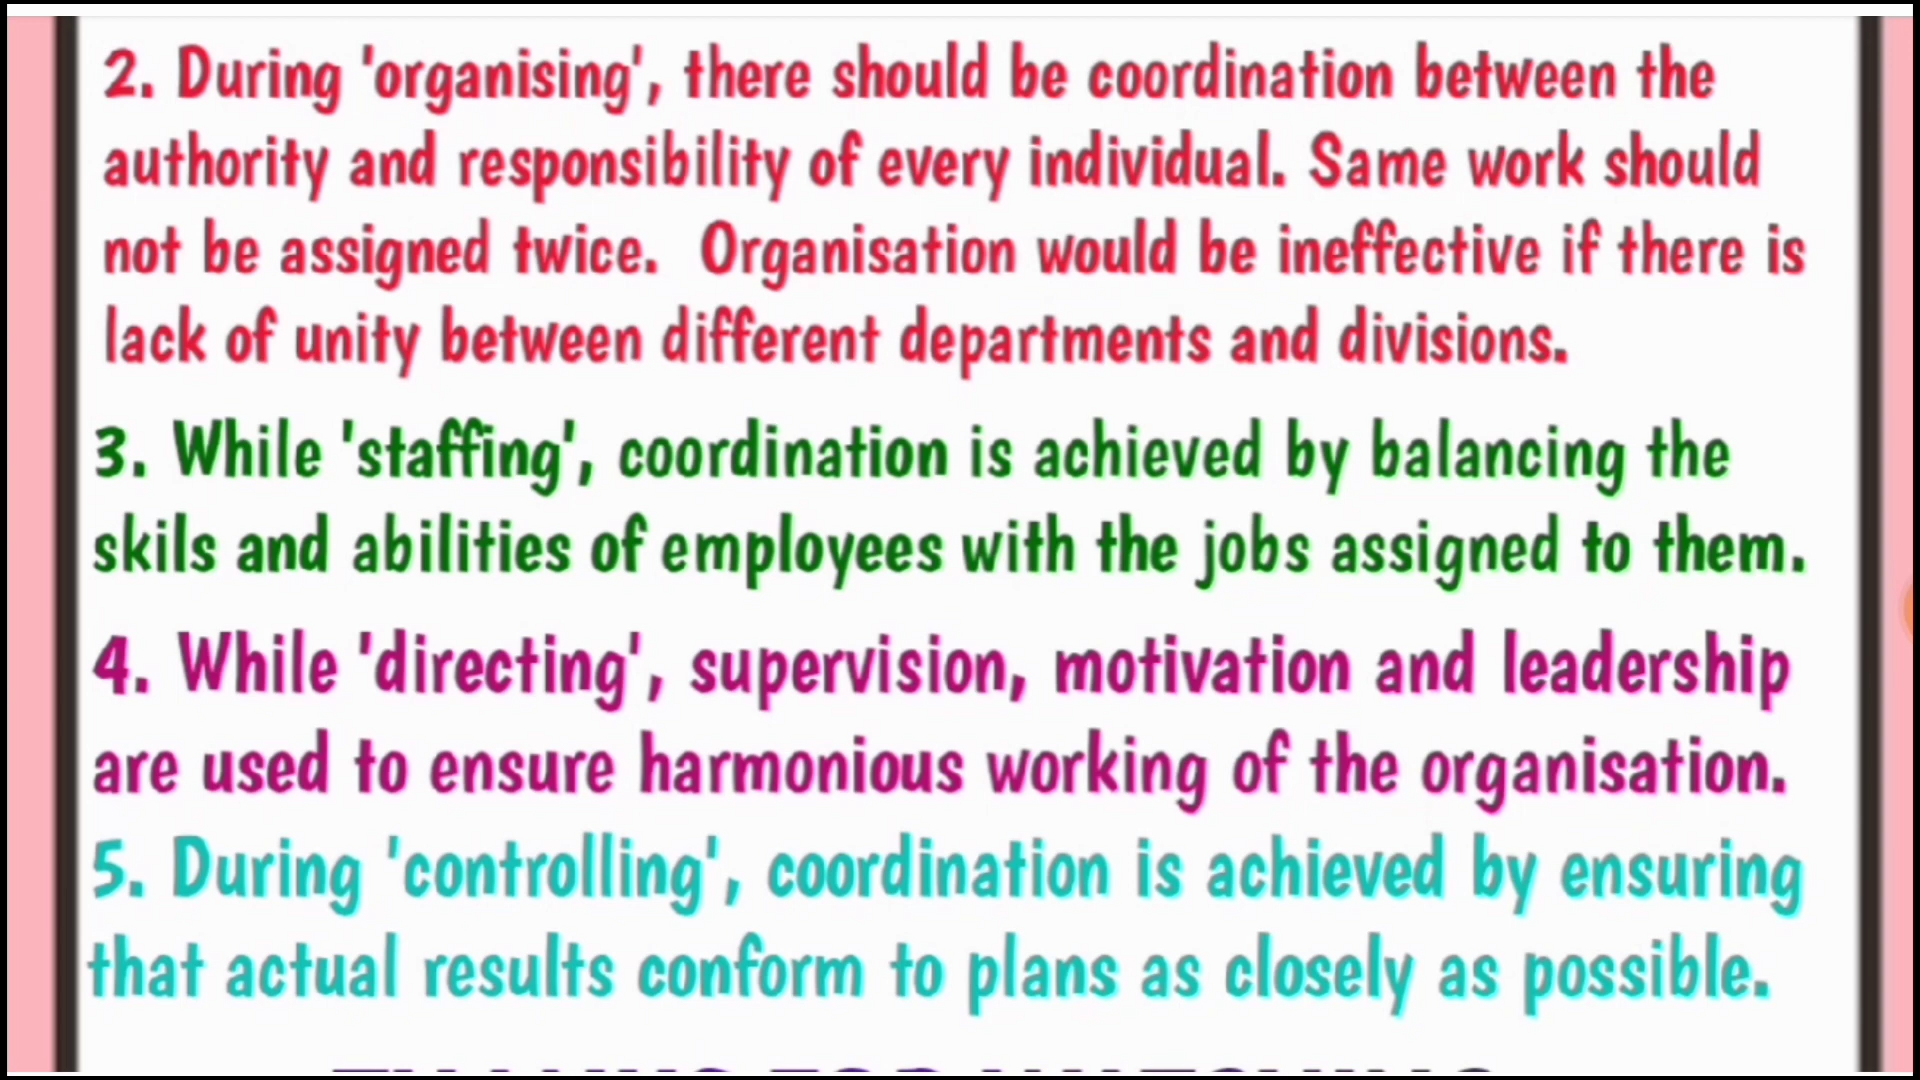 2. During 'organising', there should be coordination between the
authority and responsibility of every individual. Same work should
not be assigned twice.  Organisation would be ineffective if there is
lack of unity between different departments and divisions.
3. While 'staffing', coordination is achieved by balancing the
skils and abilities of employees with the jobs assigned to them.
4. While 'directing', supervision, motivation and leadership
are used to ensure harmonious working of the organisation.
5. During 'controlling', coordination is achieved by ensuring
that actual results conform to plans as closely as possible.